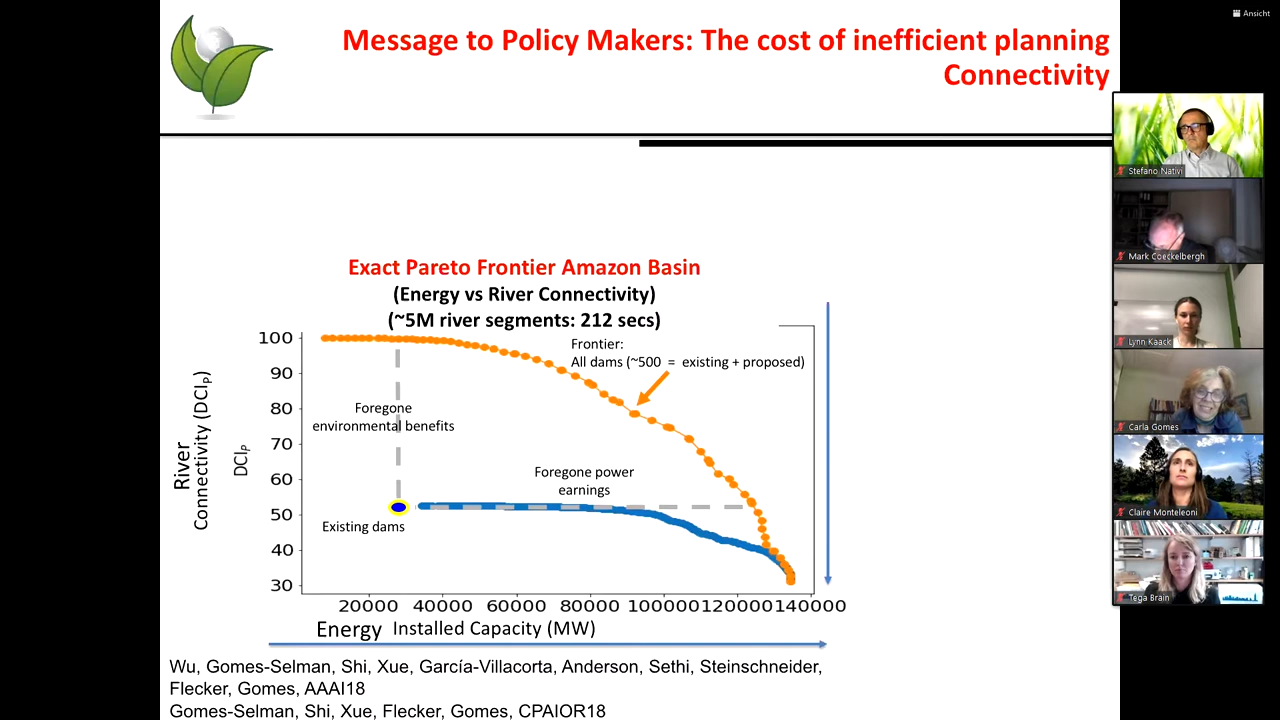 Ansicht
Message to Policy Makers: The cost of inefficient planning
Connectivity
Exact Pareto Frontier Amazon Basin
(Energy vs River Connectivity)
(~5M river segments: 212 secs)
Frontier:
All dams (~500 = existing + proposed)
100
90
80
70
60
50
40
30
Foregone
environmental benefits
Foregone power
earnings
Existing dams
River
Connectivity (DCIP)
DCIP
20000 40000 60000 80000 100000 120000 140000
Energy Installed Capacity (MW)
Wu, Gomes-Selman, Shi, Xue, García-Villacorta, Anderson, Sethi, Steinschneider,
Flecker, Gomes, AAAI18
Gomes-Selman, Shi, Xue, Flecker, Gomes, CPAIOR18
Stefano Nativi
Mark Coeckelbergh
Lynn Kaack
Carla Gomes
Claire Monteleoni
Tega Brain